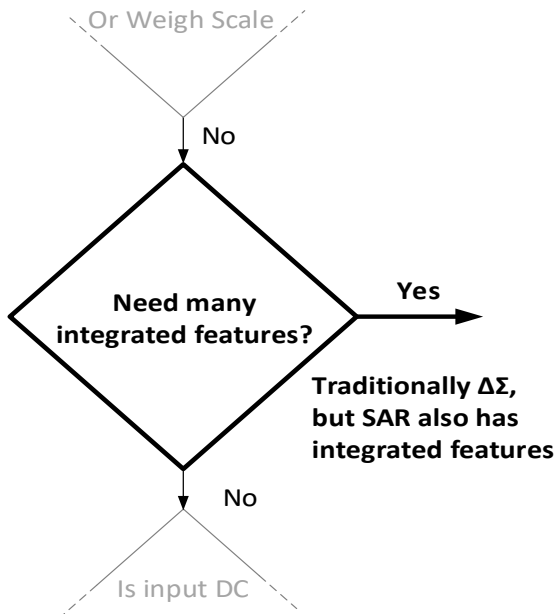 Or Weigh Scale
No
Need many
integrated features?
Yes
Traditionally ΔΣ,
but SAR also has
integrated features
No
Is input DC